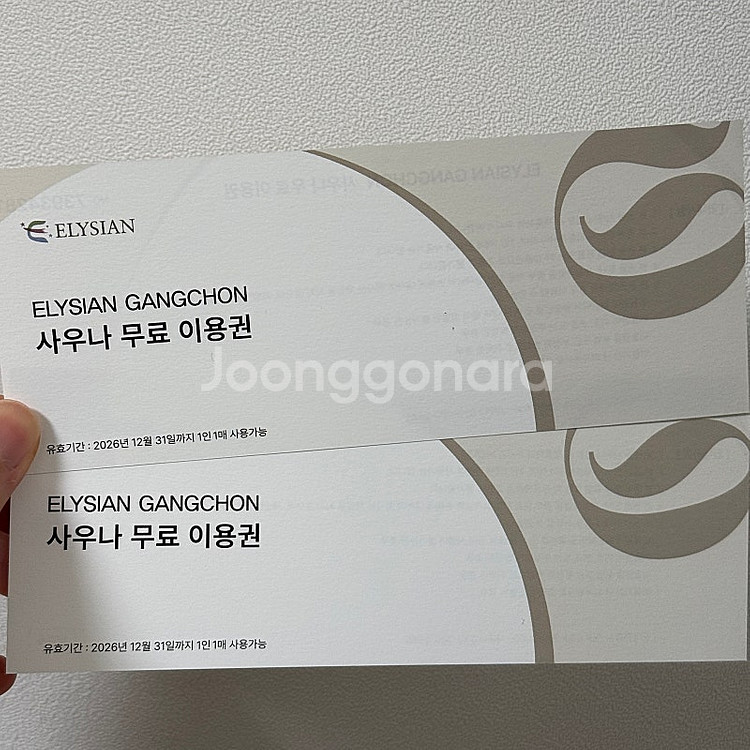 ELYSIAN
ELYSIAN GANGCHON
사우나 무료 이용권
Joonggonara
유효기간 : 2026년 12월 31일까지 1인 1매 사용가능
ELYSIAN GANGCHON
사우나 무료 이용권
유효기간 : 2026년 12월 31일까지 1인 1매 사용가능